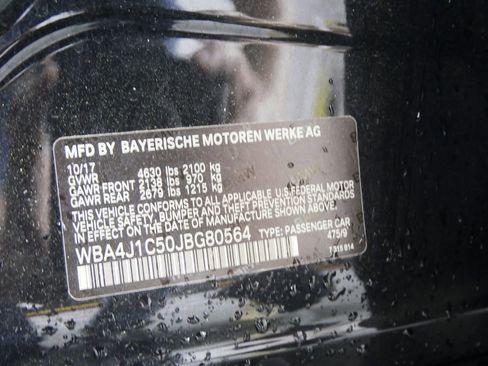 MFD BY BAYERISCHE MOTOREN WERKE AG
10/17
GVWR 4630 lbs 2100 kg
GAWR FRONT 2138 lbs 970 kg
GAWR REAR 2679 lbs 1215 kg
THIS VEHICLE CONFORMS TO ALL APPLICABLE U.S. FEDERAL MOTOR
VEHICLE SAFETY, BUMPER AND THEFT PREVENTION STANDARDS IN
EFFECT ON THE DATE OF MANUFACTURE SHOWN ABOVE.
WBA4J1C50JBG80564 TYPE: PASSENGER CAR
475/9